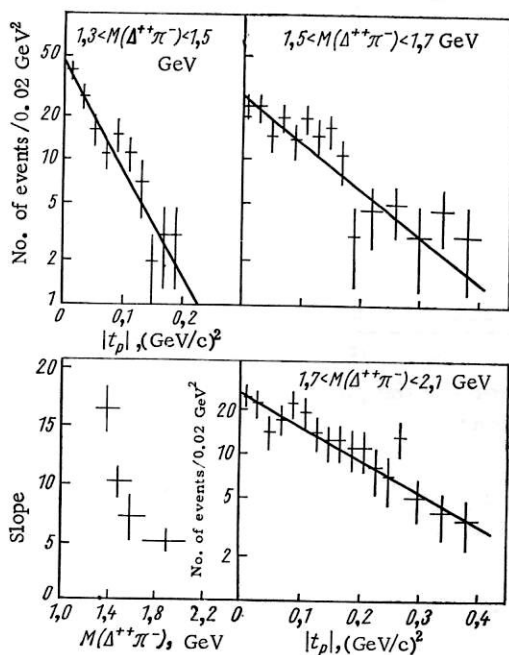 1,3<M(Δ⁺⁺π⁻)<1,5
GeV
No. of events/0.02 GeV²
50
20
10
5
2
1
0
0,1
0,2
|t_p|,(GeV/c)²
1,5<M(Δ⁺⁺π⁻)<1,7 GeV
Slope
20
15
10
5
0
1,0
1,4
1,8
2,2
M(Δ⁺⁺π⁻), GeV
1,7<M(Δ⁺⁺π⁻)<2,1 GeV
No. of events/0.02 GeV²
20
10
5
2
0
0,1
0,2
0,3
0,4
|t_p|,(GeV/c)²